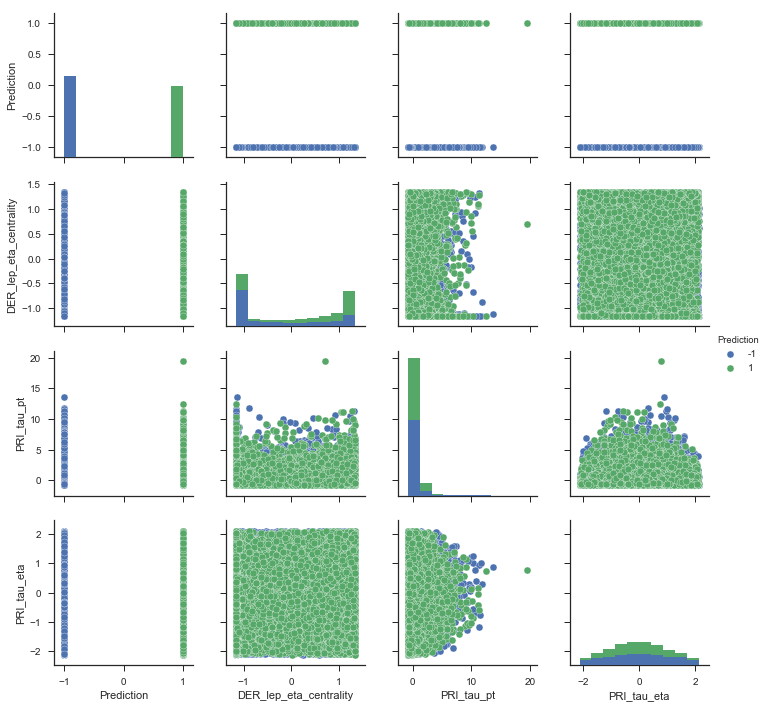 Prediction
1.0
0.5
0.0
−0.5
−1.0
DER_lep_eta_centrality
1.5
1.0
0.5
0.0
−0.5
−1.0
PRI_tau_pt
20
15
10
5
0
PRI_tau_eta
2
1
0
−1
−2
−1 0 1
Prediction
−1 0 1
DER_lep_eta_centrality
0 10 20
PRI_tau_pt
−2 0 2
PRI_tau_eta
Prediction
-1
1